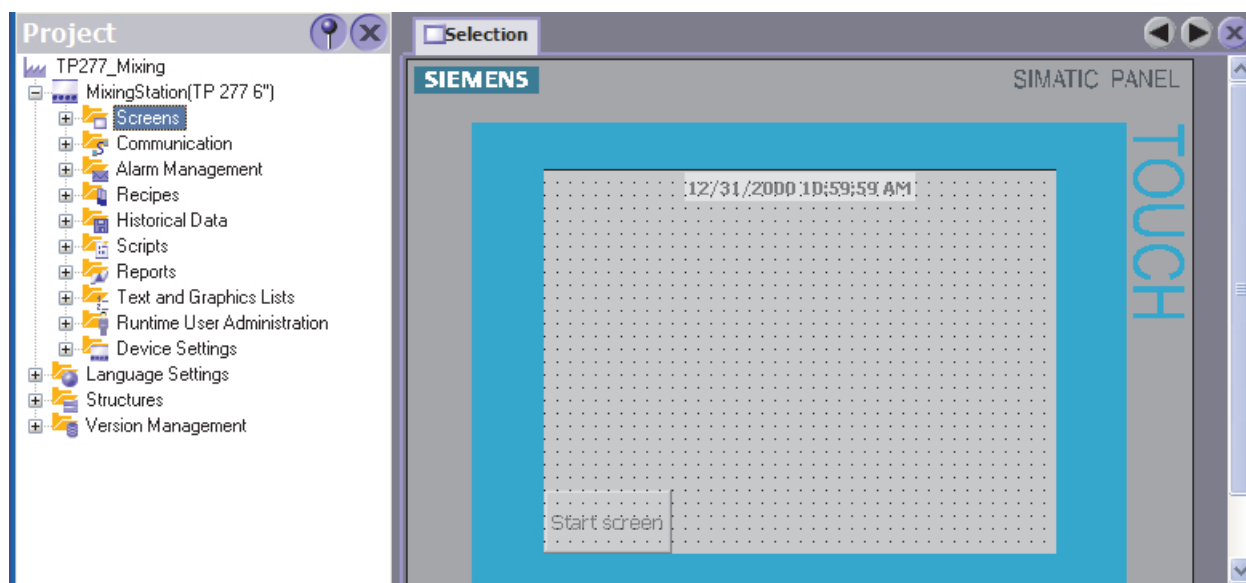 Project
TP277_Mixing
MixingStation(TP 277 6")
Screens
Communication
Alarm Management
Recipes
Historical Data
Scripts
Reports
Text and Graphics Lists
Runtime User Administration
Device Settings
Language Settings
Structures
Version Management
Selection
SIEMENS
SIMATIC PANEL
TOUCH
12/31/2000 10:59:59 AM
Start screen